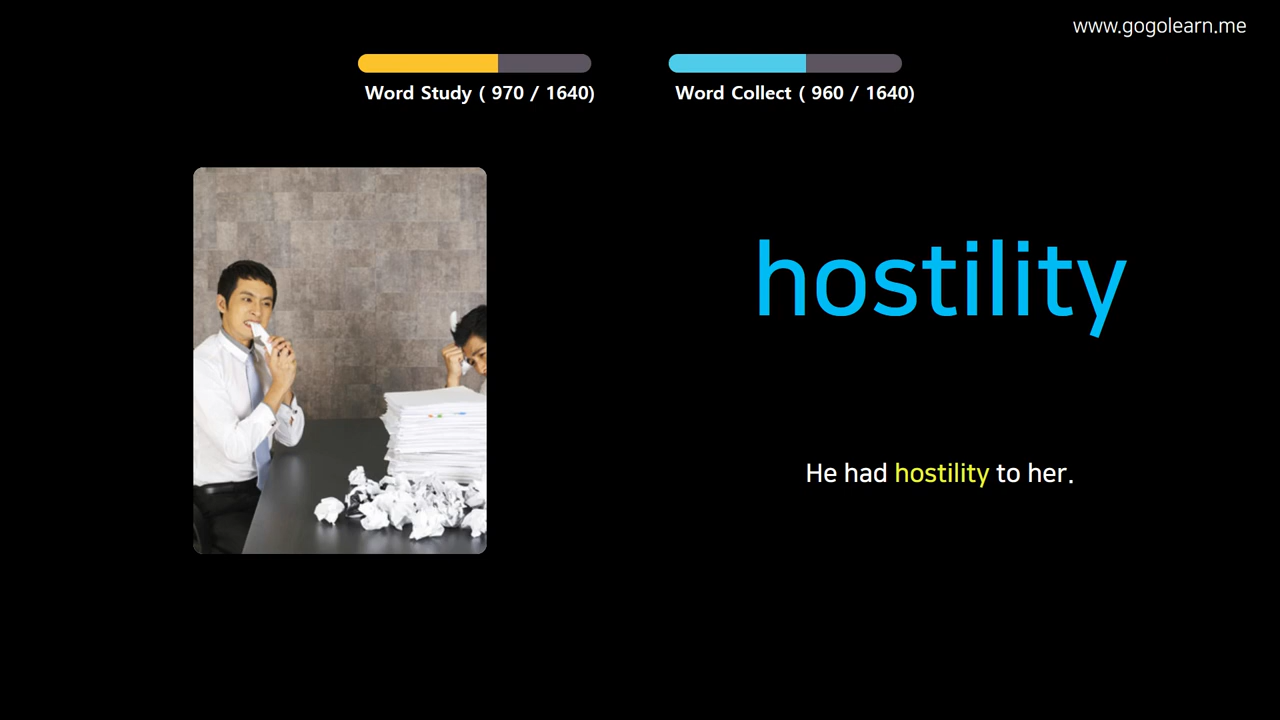 www.gogolearn.me
Word Study ( 970 / 1640)
Word Collect ( 960 / 1640)
hostility
He had hostility to her.